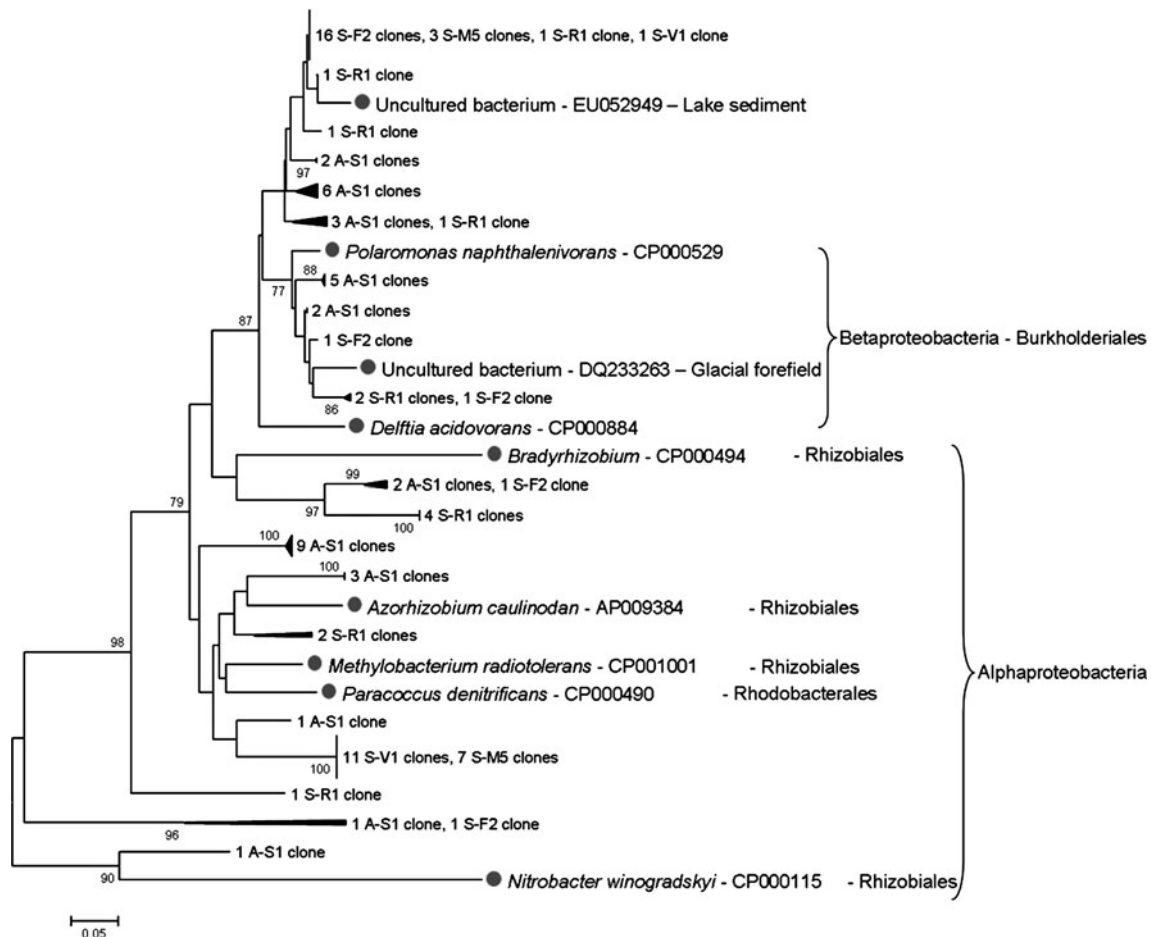 16 S-F2 clones, 3 S-M5 clones, 1 S-R1 clone, 1 S-V1 clone
1 S-R1 clone
Uncultured bacterium - EU052949 – Lake sediment
1 S-R1 clone
2 A-S1 clones
97
6 A-S1 clones
3 A-S1 clones, 1 S-R1 clone
Polaromonas naphthalenivorans - CP000529
88
5 A-S1 clones
77
2 A-S1 clones
87
1 S-F2 clone
Betaproteobacteria - Burkholderiales
Uncultured bacterium - DQ233263 – Glacial forefield
2 S-R1 clones, 1 S-F2 clone
86
Delftia acidovorans - CP000884
Bradyrhizobium - CP000494 - Rhizobiales
99
2 A-S1 clones, 1 S-F2 clone
79
97
4 S-R1 clones
100
100
9 A-S1 clones
100
3 A-S1 clones
Azorhizobium caulinodan - AP009384 - Rhizobiales
2 S-R1 clones
98
Methylobacterium radiotolerans - CP001001 - Rhizobiales
Alphaproteobacteria
Paracoccus denitrificans - CP000490 - Rhodobacterales
1 A-S1 clone
11 S-V1 clones, 7 S-M5 clones
100
1 S-R1 clone
1 A-S1 clone, 1 S-F2 clone
96
1 A-S1 clone
90
Nitrobacter winogradskyi - CP000115 - Rhizobiales
0.05